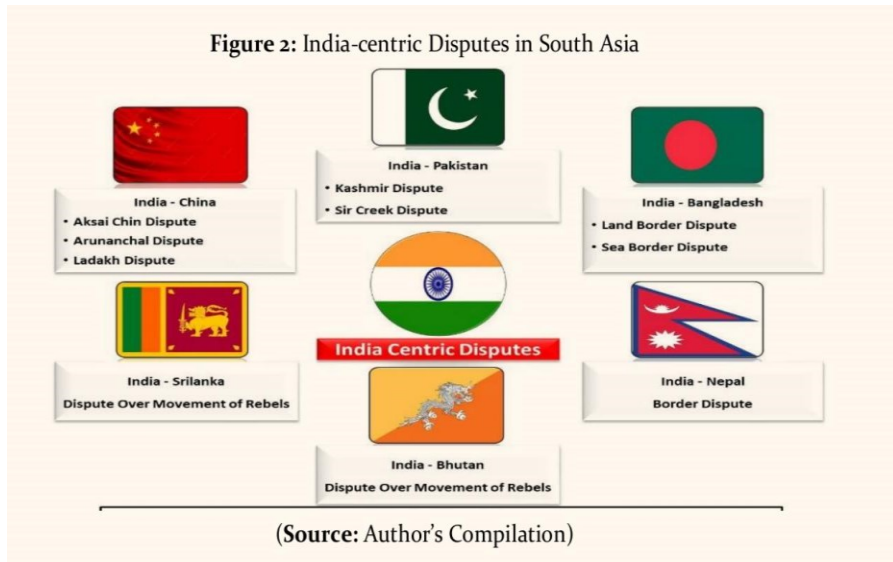 Figure 2: India-centric Disputes in South Asia
India - China
• Aksai Chin Dispute
• Arunanchal Dispute
• Ladakh Dispute
India - Pakistan
• Kashmir Dispute
• Sir Creek Dispute
India - Bangladesh
• Land Border Dispute
• Sea Border Dispute
India Centric Disputes
India - Srilanka
Dispute Over Movement of Rebels
India - Bhutan
Dispute Over Movement of Rebels
India - Nepal
Border Dispute
(Source: Author’s Compilation)